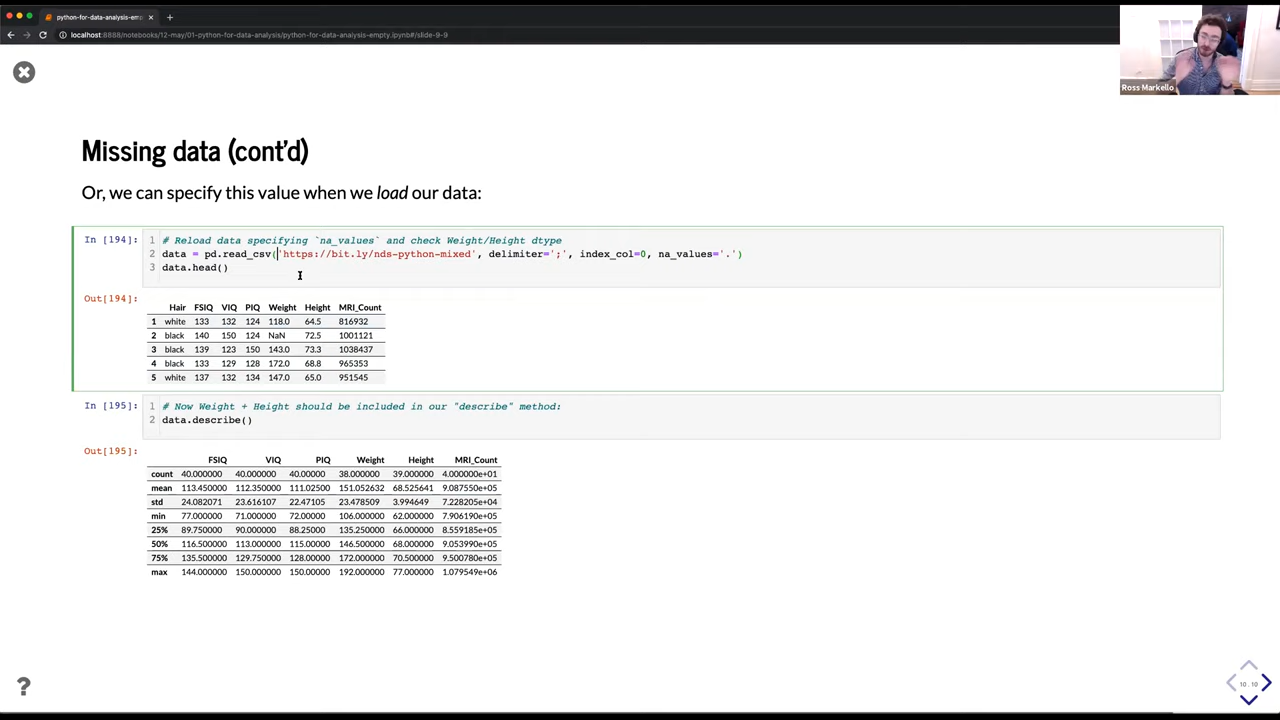 python-for-data-analysis-emp
localhost:8888/notebooks/12-may/01-python-for-data-analysis/python-for-data-analysis-empty.ipynb#/slide-9-9
Ross Markello
Missing data (cont'd)
Or, we can specify this value when we load our data:
In [194]:
1 # Reload data specifying `na_values` and check Weight/Height dtype
2 data = pd.read_csv('https://bit.ly/nds-python-mixed', delimiter=';', index_col=0, na_values='.')
3 data.head()
Out[194]:
Hair FSIQ VIQ PIQ Weight Height MRI_Count
1 white 133 132 124 118.0 64.5 816932
2 black 140 150 124 NaN 72.5 1001121
3 black 139 123 150 143.0 73.3 1038437
4 black 133 129 128 172.0 68.8 965353
5 white 137 132 134 147.0 65.0 951545
In [195]:
1 # Now Weight + Height should be included in our "describe" method:
2 data.describe()
Out[195]:
FSIQ VIQ PIQ Weight Height MRI_Count
count 40.000000 40.000000 40.00000 38.000000 39.000000 4.000000e+01
mean 113.450000 112.350000 111.02500 151.052632 68.525641 9.087550e+05
std 24.082071 23.616107 22.47105 23.478509 3.994649 7.228205e+04
min 77.000000 71.000000 72.00000 106.000000 62.000000 7.906190e+05
25% 89.750000 90.000000 88.25000 135.250000 66.000000 8.559185e+05
50% 116.500000 113.000000 115.00000 146.500000 68.000000 9.053990e+05
75% 135.500000 129.750000 128.00000 172.000000 70.500000 9.500780e+05
max 144.000000 150.000000 150.00000 192.000000 77.000000 1.079549e+06
?
10.10